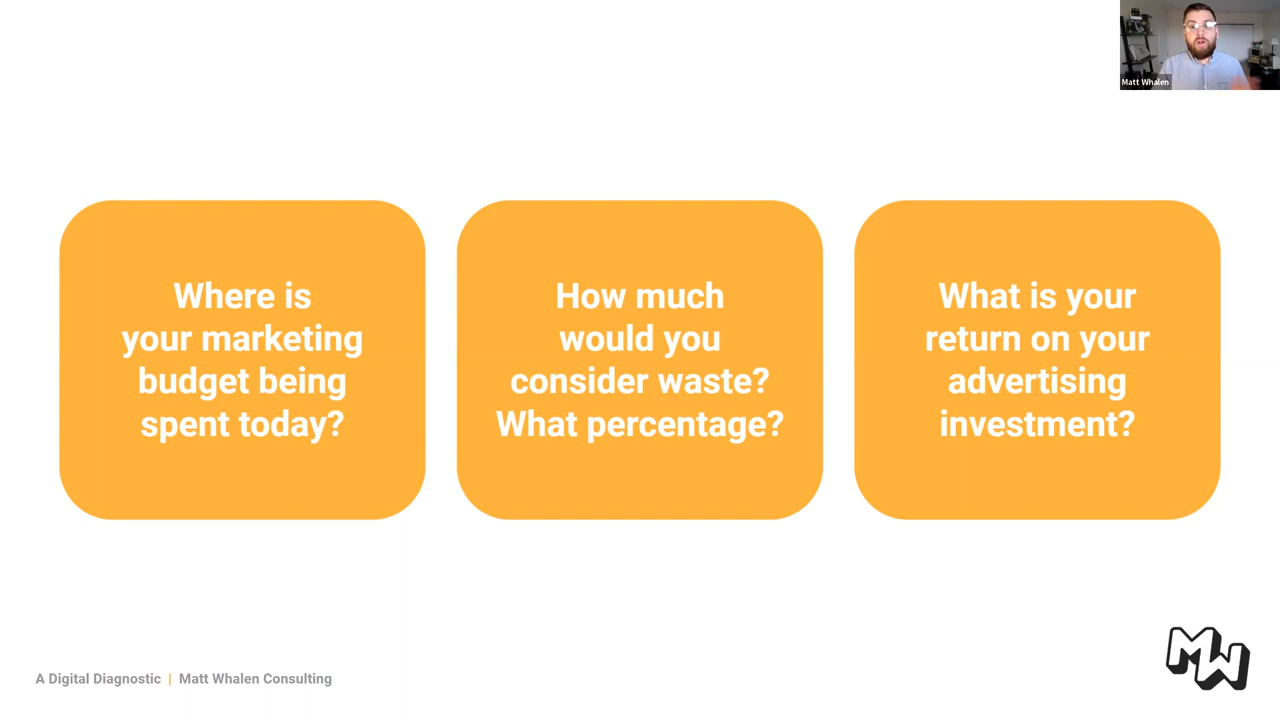 Matt Whalen
Where is
your marketing
budget being
spent today?
How much
would you
consider waste?
What percentage?
What is your
return on your
advertising
investment?
A Digital Diagnostic | Matt Whalen Consulting
MW